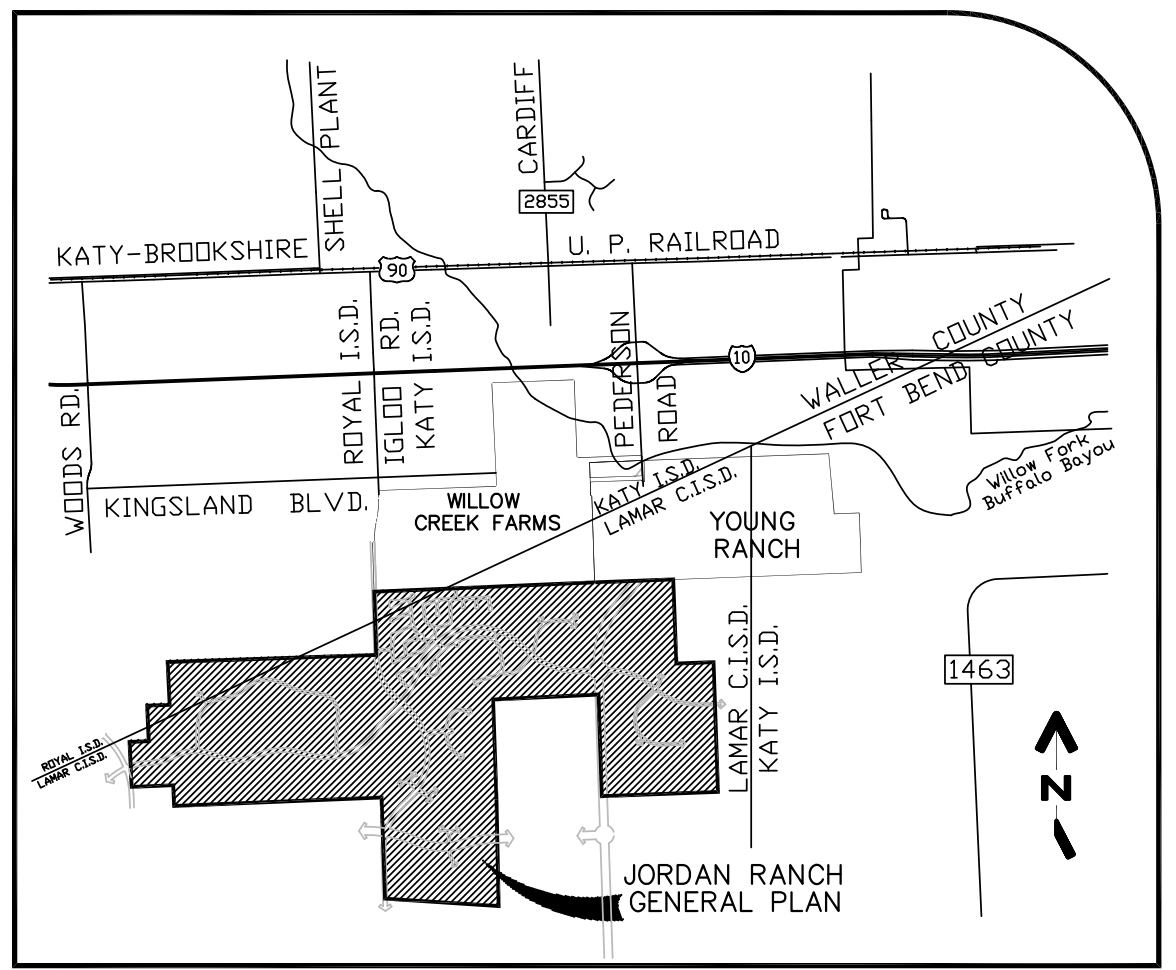 SHELL PLANT
CARDIFF
2855
KATY-BROOKSHIRE
90
U. P. RAILROAD
ROYAL I.S.D.
IGLOO RD.
KATY I.S.D.
PEDERSON
ROAD
10
WALLER COUNTY
FORT BEND COUNTY
WOODS RD.
KINGSLAND BLVD.
WILLOW
CREEK FARMS
KATY I.S.D.
LAMAR C.I.S.D.
YOUNG
RANCH
Willow Fork
Buffalo Bayou
LAMAR C.I.S.D.
KATY I.S.D.
1463
ROYAL I.S.D.
LAMAR C.I.S.D.
N
JORDAN RANCH
GENERAL PLAN